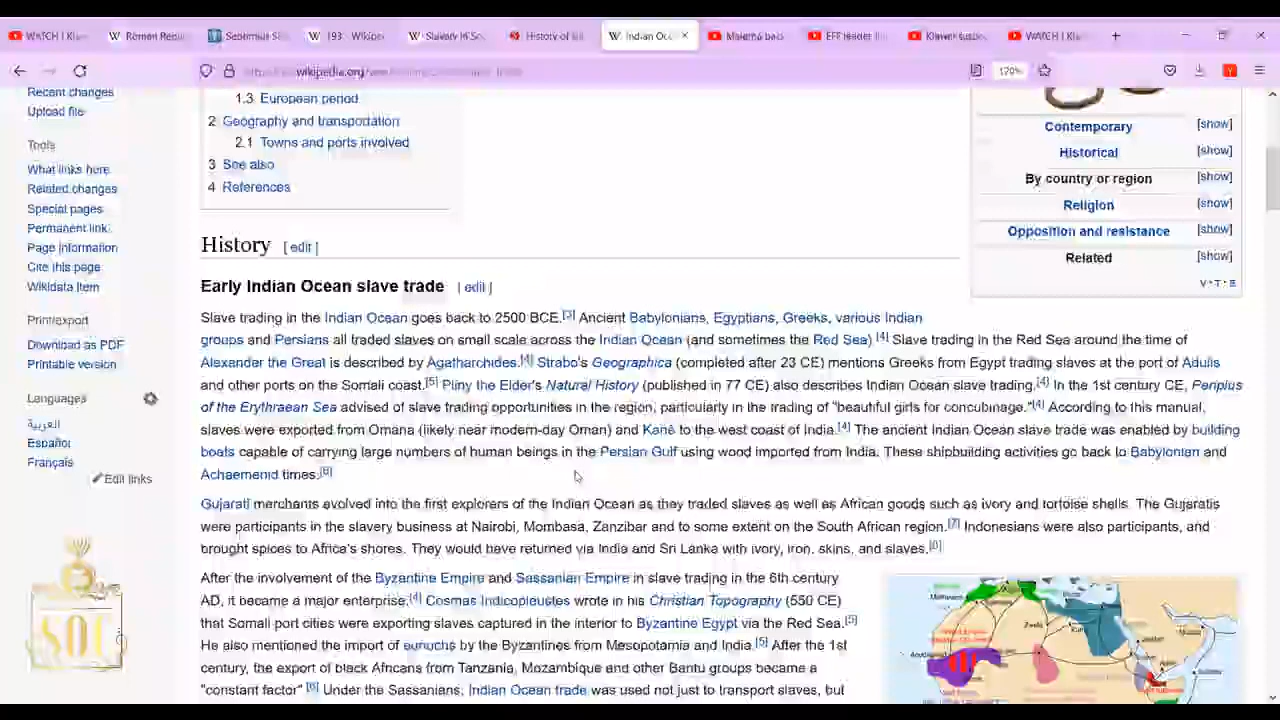 WATCH | Kla
Roman Repu
193 - Wikipe
History of
Indian Oc
Malema bac
EFF leader
WATCH | Kla
wikipedia.org
170%
Recent changes
Upload file
Tools
What links here
Related changes
Special pages
Permanent link
Page information
Cite this page
Wikidata item
Print/export
Download as PDF
Printable version
Languages
العربية
Español
Français
Edit links
1.3 European period
2 Geography and transportation
2.1 Towns and ports involved
3 See also
4 References
Contemporary [show]
Historical [show]
By country or region [show]
Religion [show]
Opposition and resistance [show]
Related [show]
V·T·E
History [ edit ]
Early Indian Ocean slave trade [ edit ]
Slave trading in the Indian Ocean goes back to 2500 BCE.[3] Ancient Babylonians, Egyptians, Greeks, various Indian
groups and Persians all traded slaves on small scale across the Indian Ocean (and sometimes the Red Sea).[4] Slave trading in the Red Sea around the time of
Alexander the Great is described by Agatharchides.[4] Strabo's Geographica (completed after 23 CE) mentions Greeks from Egypt trading slaves at the port of Adulis
and other ports on the Somali coast.[5] Pliny the Elder's Natural History (published in 77 CE) also describes Indian Ocean slave trading.[4] In the 1st century CE, Periplus
of the Erythraean Sea advised of slave trading opportunities in the region, particularly in the trading of "beautiful girls for concubinage."[4] According to this manual,
slaves were exported from Omana (likely near modern-day Oman) and Kanê to the west coast of India.[4] The ancient Indian Ocean slave trade was enabled by building
boats capable of carrying large numbers of human beings in the Persian Gulf using wood imported from India. These shipbuilding activities go back to Babylonian and
Achaemenid times.[6]
Gujarati merchants evolved into the first explorers of the Indian Ocean as they traded slaves as well as African goods such as ivory and tortoise shells. The Gujaratis
were participants in the slavery business at Nairobi, Mombasa, Zanzibar and to some extent on the South African region.[7] Indonesians were also participants, and
brought spices to Africa's shores. They would have returned via India and Sri Lanka with ivory, iron, skins, and slaves.[8]
After the involvement of the Byzantine Empire and Sassanian Empire in slave trading in the 6th century
AD, it became a major enterprise.[4] Cosmas Indicopleustes wrote in his Christian Topography (550 CE)
that Somali port cities were exporting slaves captured in the interior to Byzantine Egypt via the Red Sea.[5]
He also mentioned the import of eunuchs by the Byzantines from Mesopotamia and India.[5] After the 1st
century, the export of black Africans from Tanzania, Mozambique and other Bantu groups became a
"constant factor".[6] Under the Sassanians, Indian Ocean trade was used not just to transport slaves, but
SOE